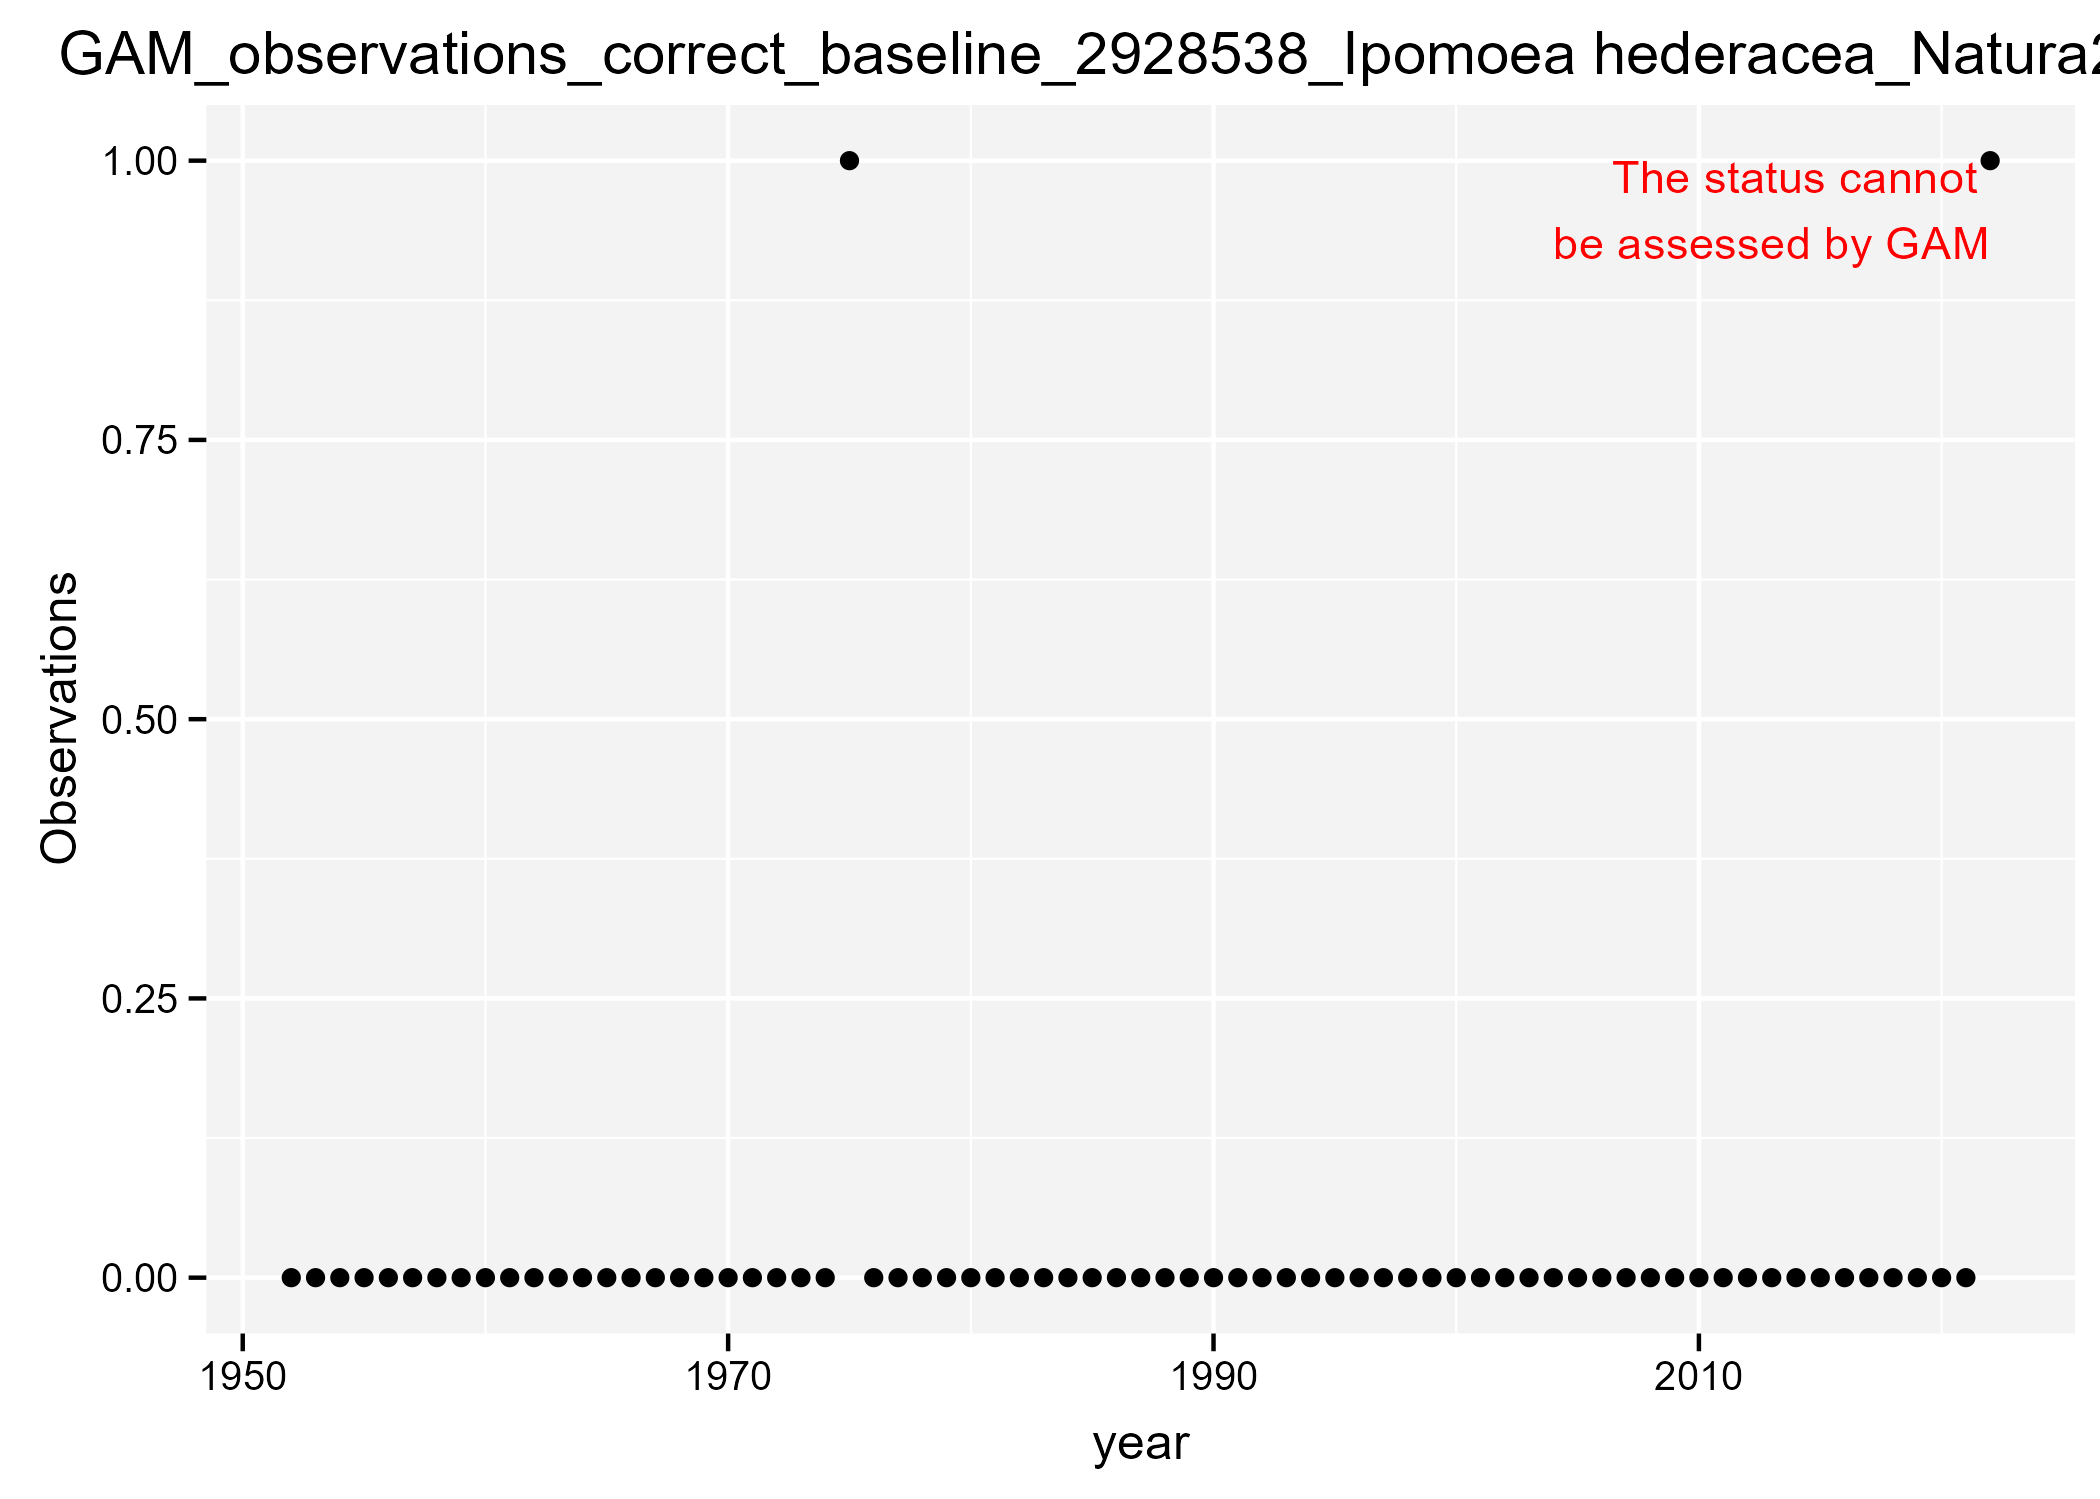 GAM_observations_correct_baseline_2928538_Ipomoea hederacea_Natura2
1.00
The status cannot
be assessed by GAM
0.75
0.50
0.25
0.00
Observations
1950 1970 1990 2010
year